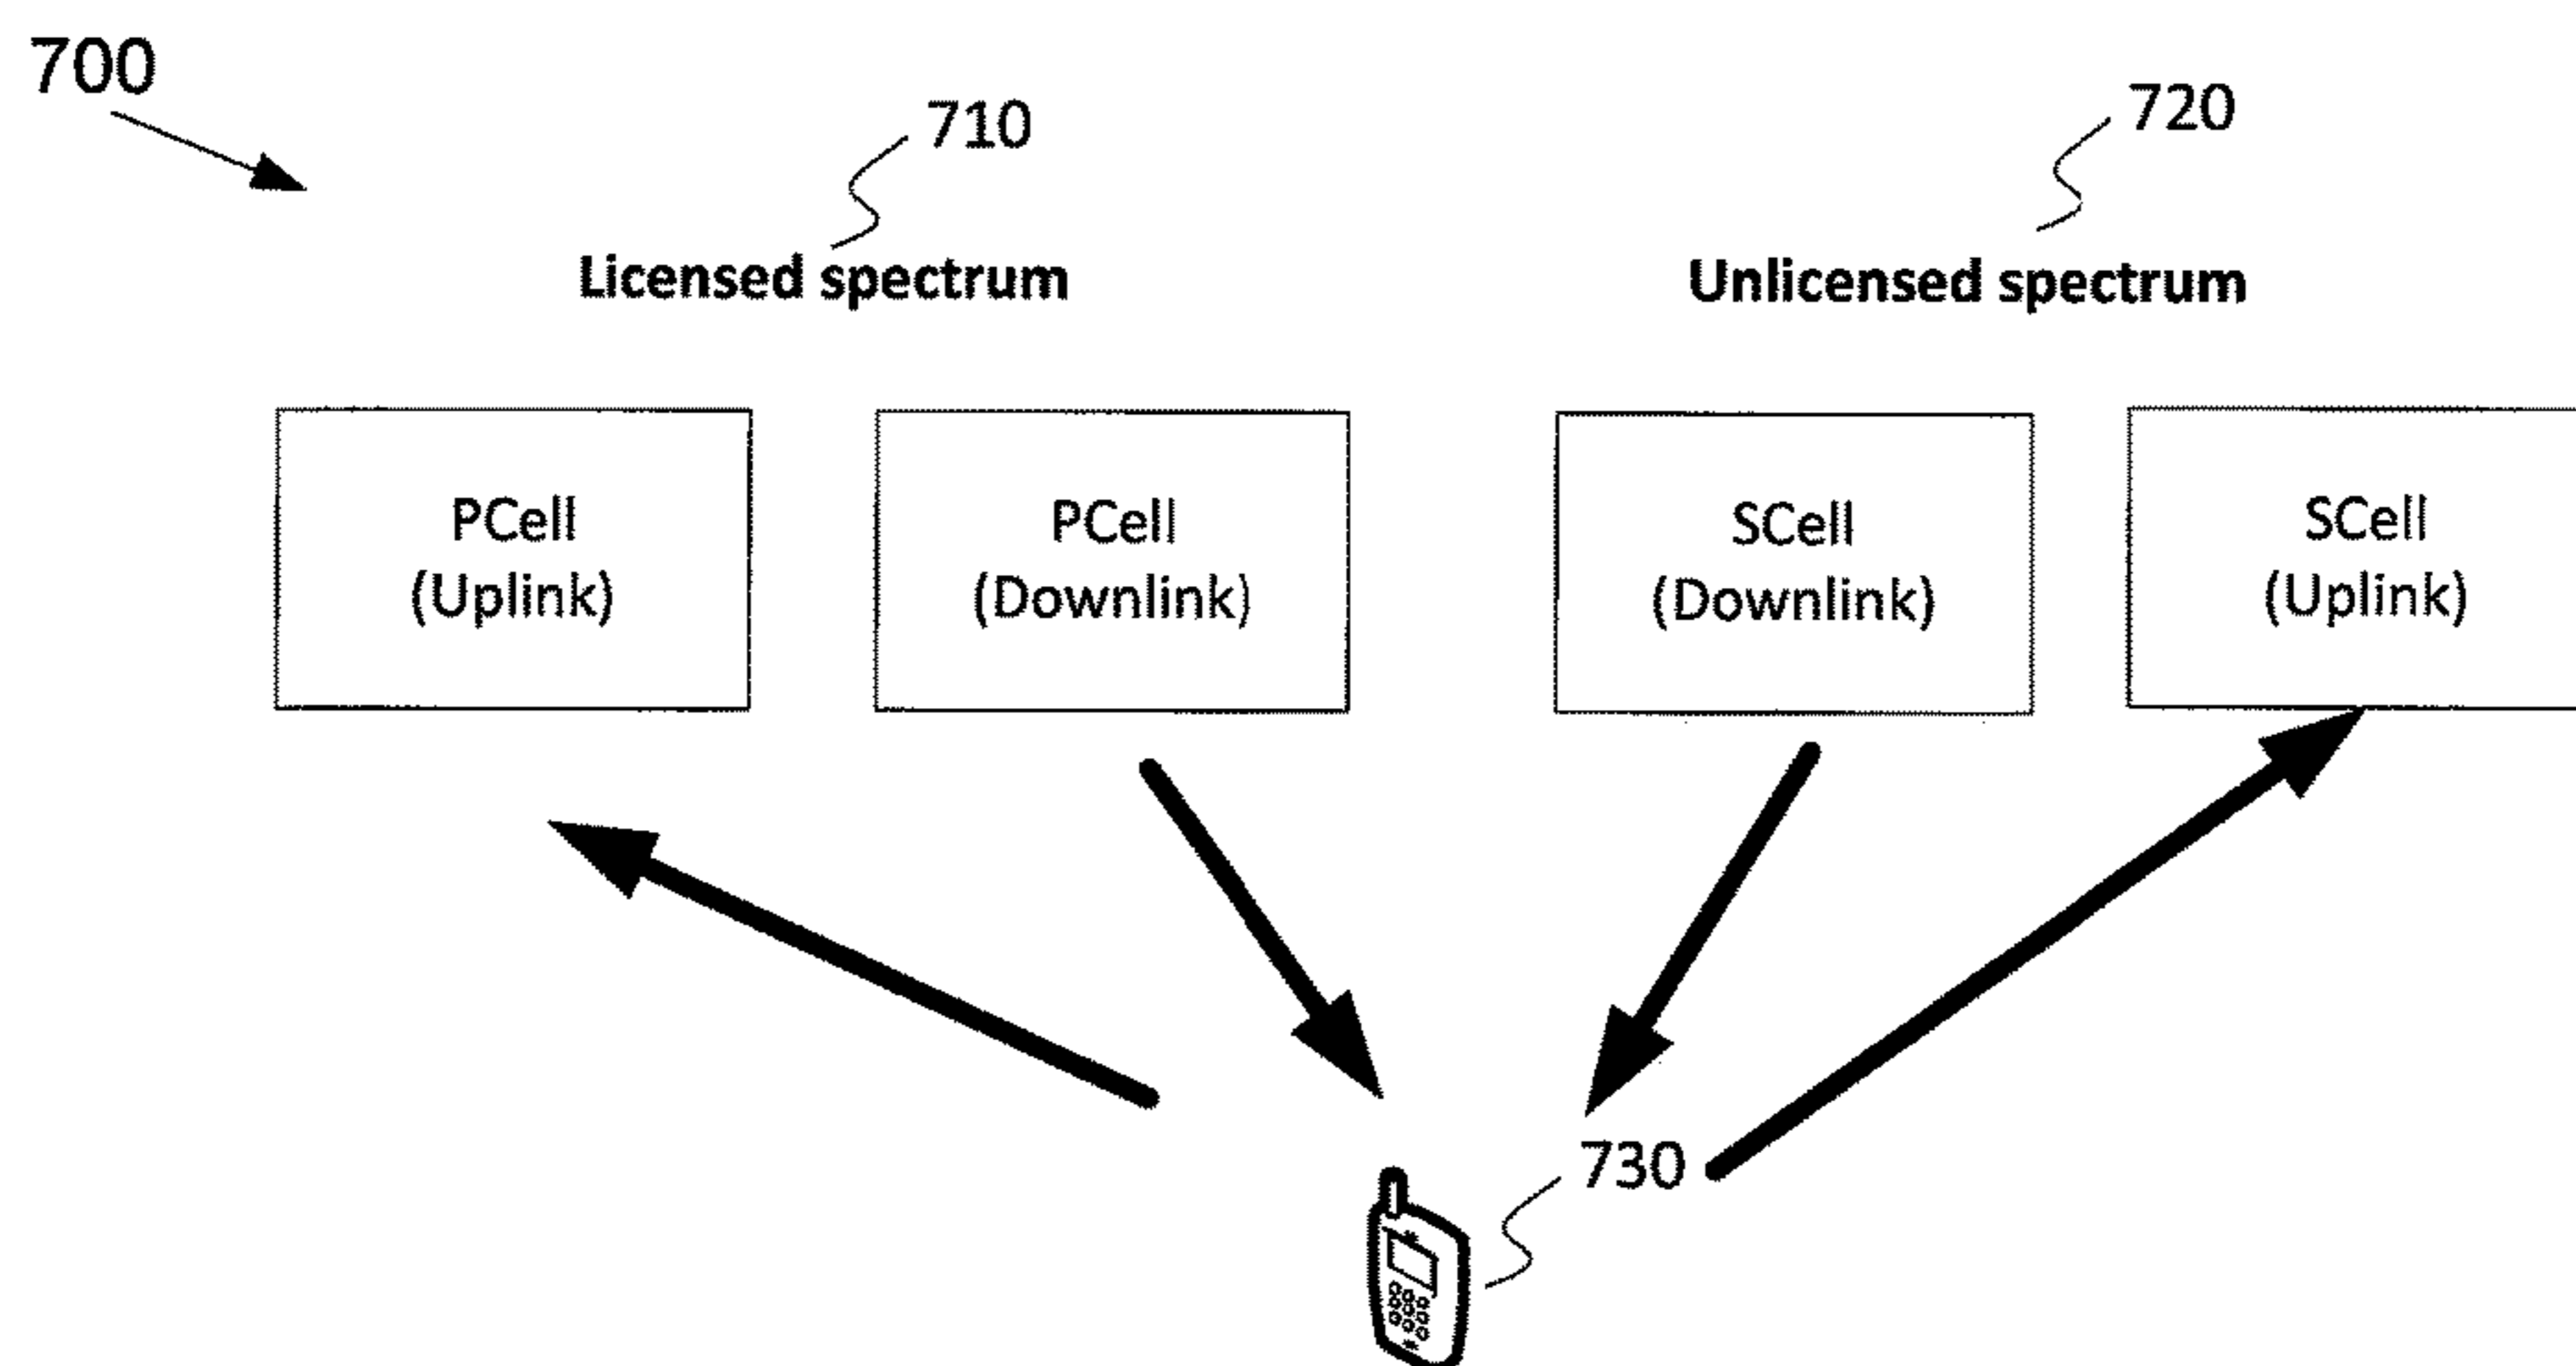 700
710
720
Licensed spectrum
Unlicensed spectrum
PCell
(Uplink)
PCell
(Downlink)
SCell
(Downlink)
SCell
(Uplink)
730